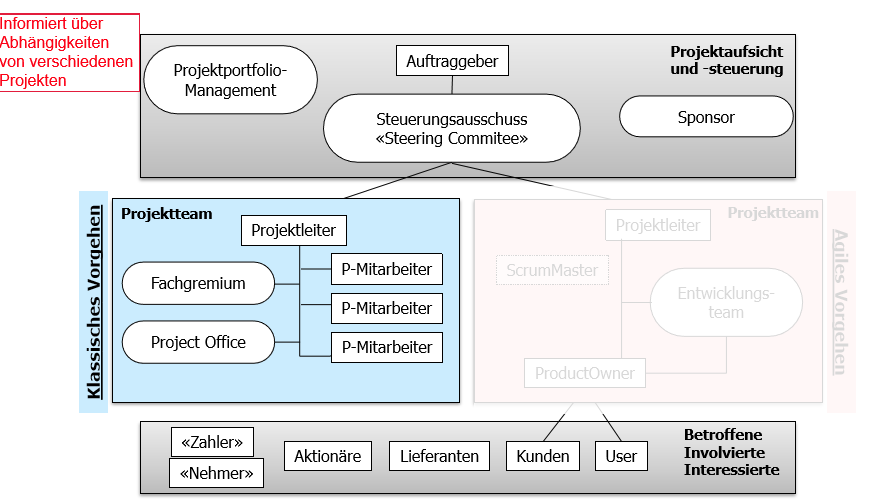 Informiert über
Abhängigkeiten
von verschiedenen
Projekten
Projektportfolio-
Management
Auftraggeber
Steuerungsausschuss
«Steering Commitee»
Projektaufsicht
und -steuerung
Sponsor
Klassisches Vorgehen
Projektteam
Projektleiter
P-Mitarbeiter
Fachgremium
P-Mitarbeiter
Project Office
P-Mitarbeiter
Projektteam
Projektleiter
ScrumMaster
Entwicklungs-
team
ProductOwner
Agiles Vorgehen
«Zahler»
«Nehmer»
Aktionäre
Lieferanten
Kunden
User
Betroffene
Involvierte
Interessierte